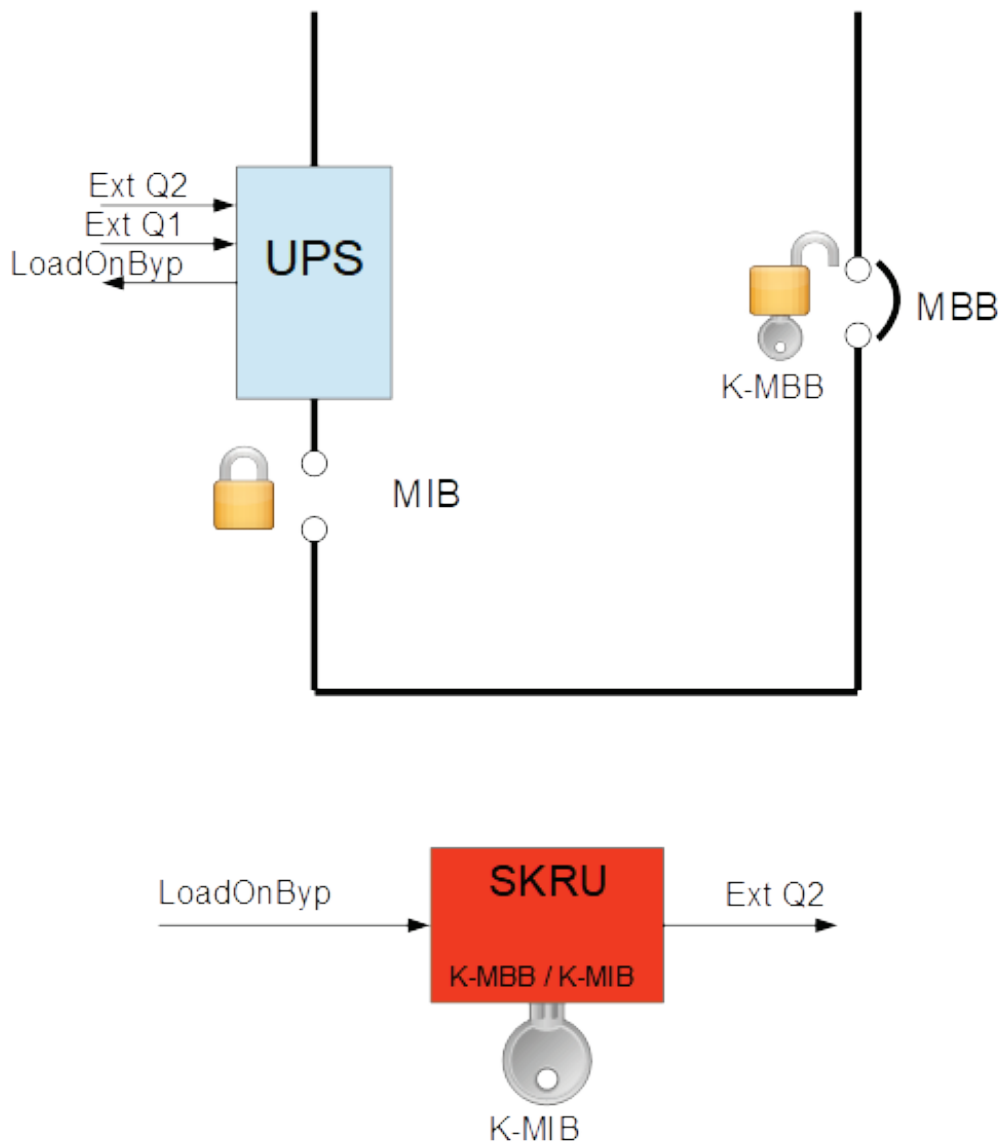 Ext Q2
Ext Q1
LoadOnByp
UPS
MBB
K-MBB
MIB
SKRU
LoadOnByp
Ext Q2
K-MBB / K-MIB
K-MIB